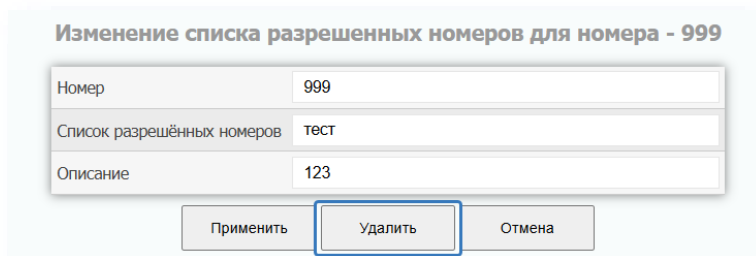 Изменение списка разрешенных номеров для номера - 999
Номер 999
Список разрешённых номеров тест
Описание 123
Применить Удалить Отмена